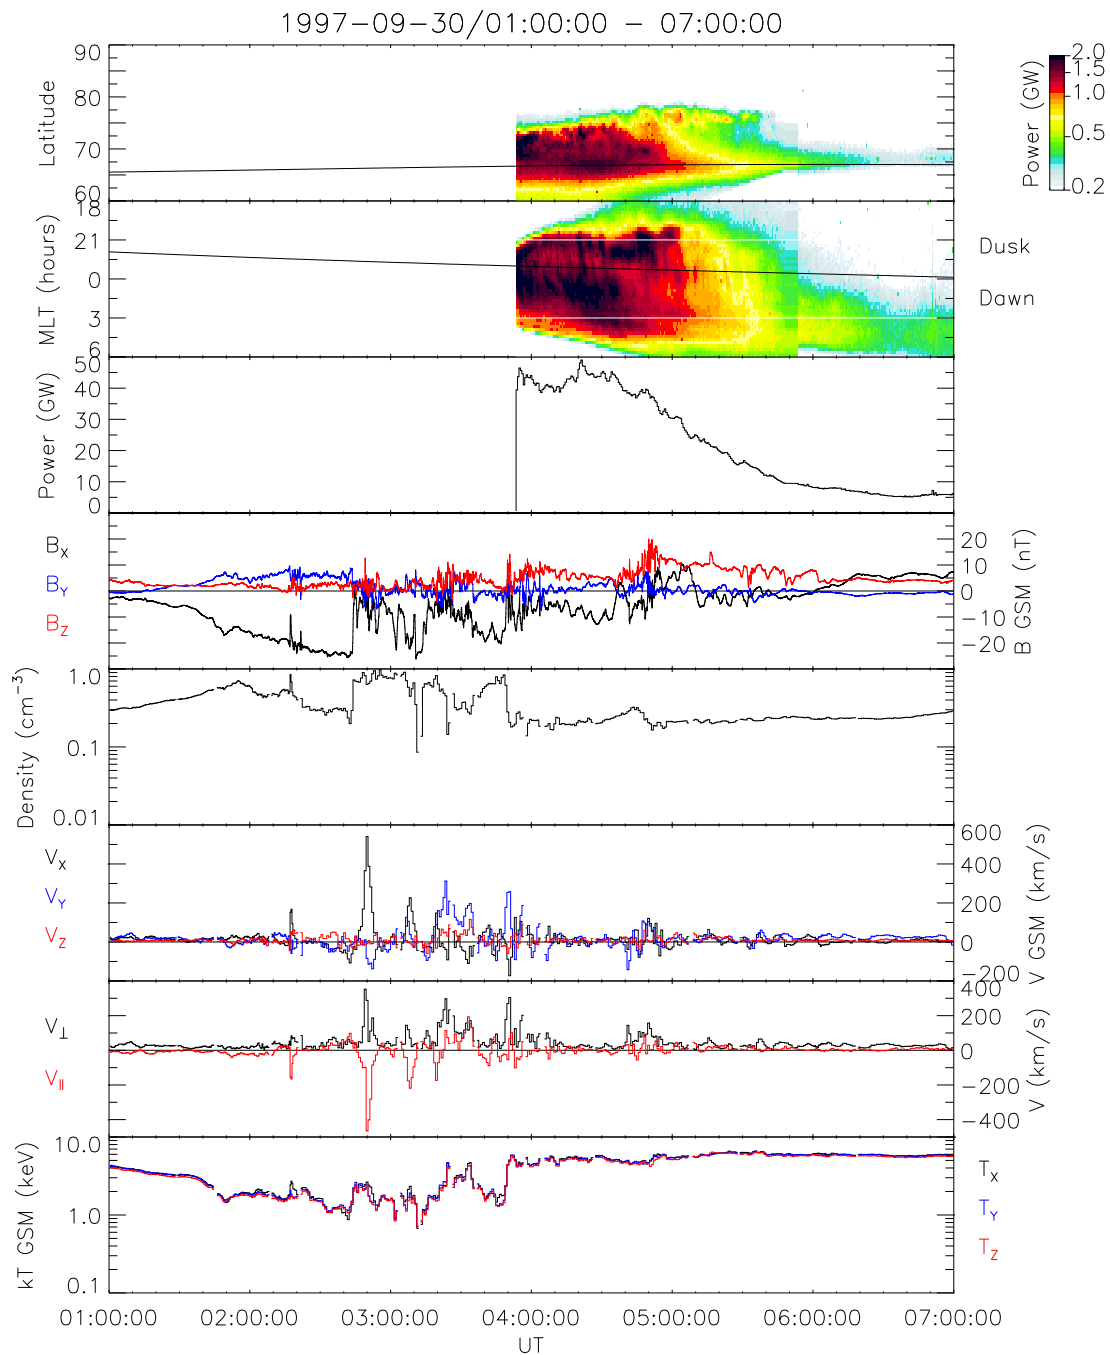 1997-09-30/01:00:00 - 07:00:00
90
80
70
60
Latitude
2.0
1.5
1.0
0.5
0.2
Power (GW)
18
21
0
3
6
MLT (hours)
Dusk
Dawn
50
40
30
20
10
0
Power (GW)
B_X
B_Y
B_Z
20
10
0
-10
-20
B GSM (nT)
1.0
0.1
0.01
Density (cm^-3)
V_X
V_Y
V_Z
600
400
200
0
-200
V GSM (km/s)
V_⊥
V_||
400
200
0
-200
-400
V (km/s)
10.0
1.0
0.1
kT GSM (keV)
T_X
T_Y
T_Z
01:00:00 02:00:00 03:00:00 04:00:00 05:00:00 06:00:00 07:00:00
UT